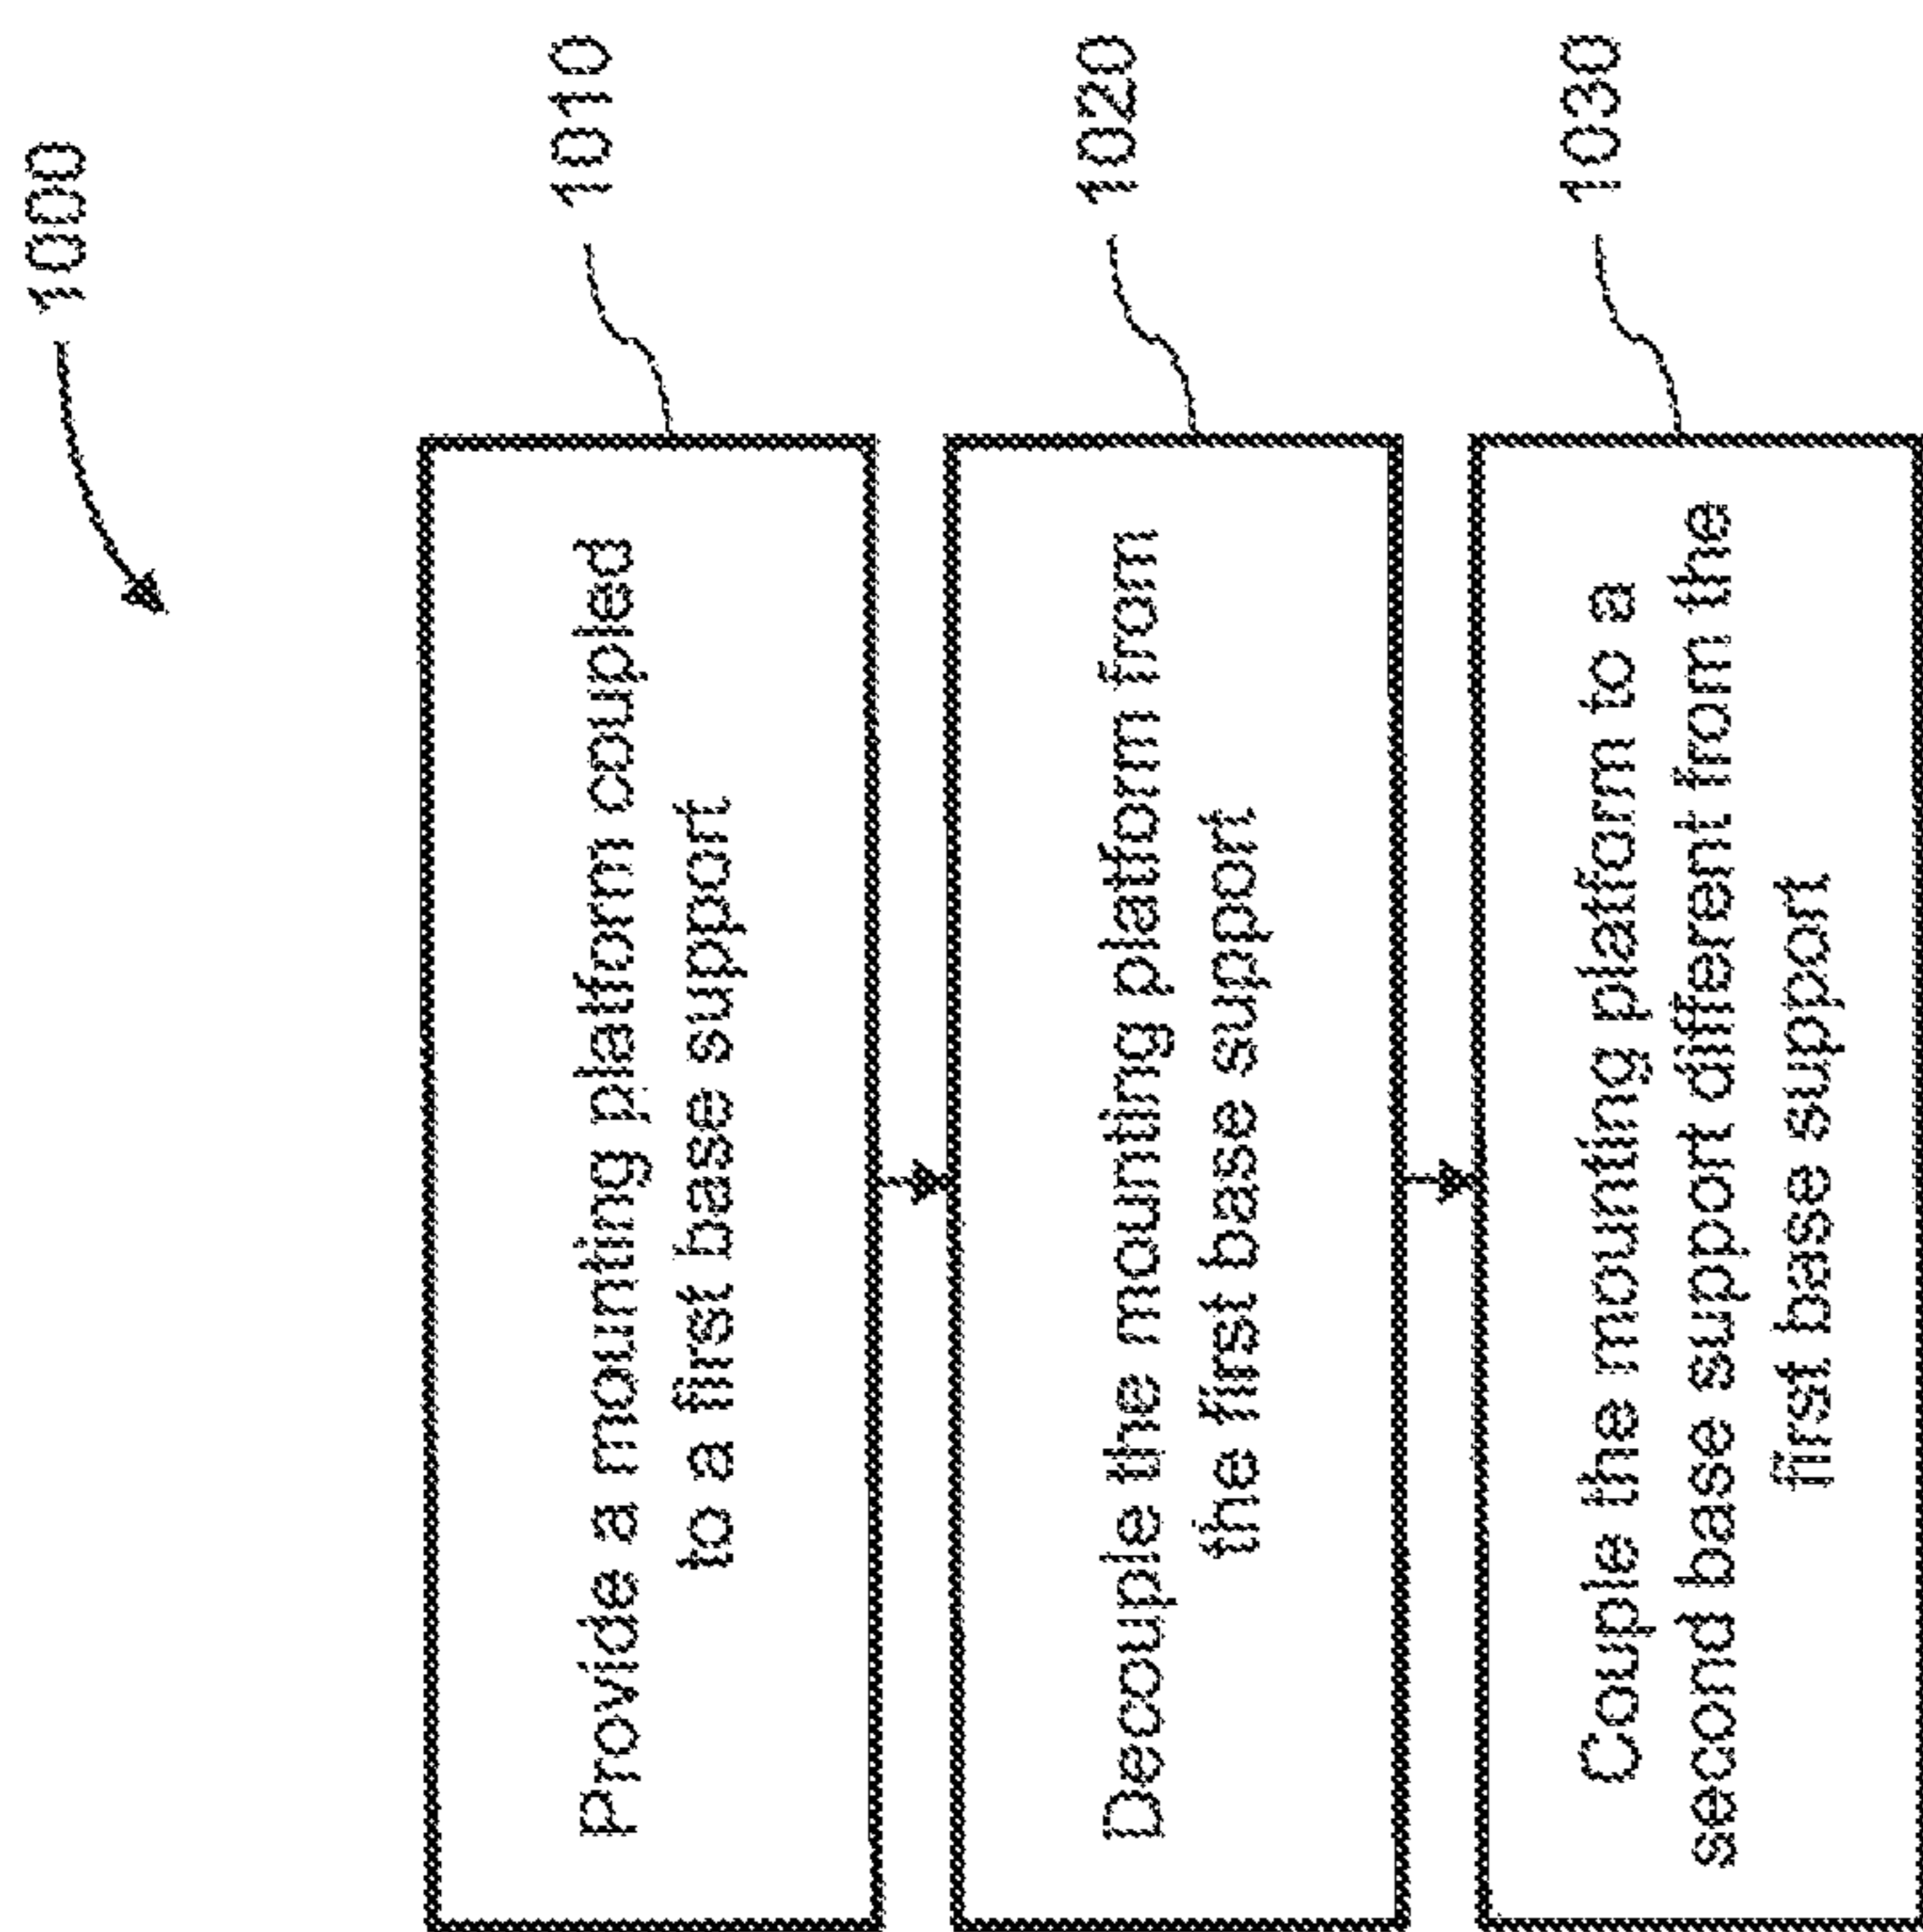 1000
Provide a mounting platform coupled
to a first base support
1010
Decouple the mounting platform from
the first base support
1020
Couple the mounting platform to a
second base support different from the
first base support
1030